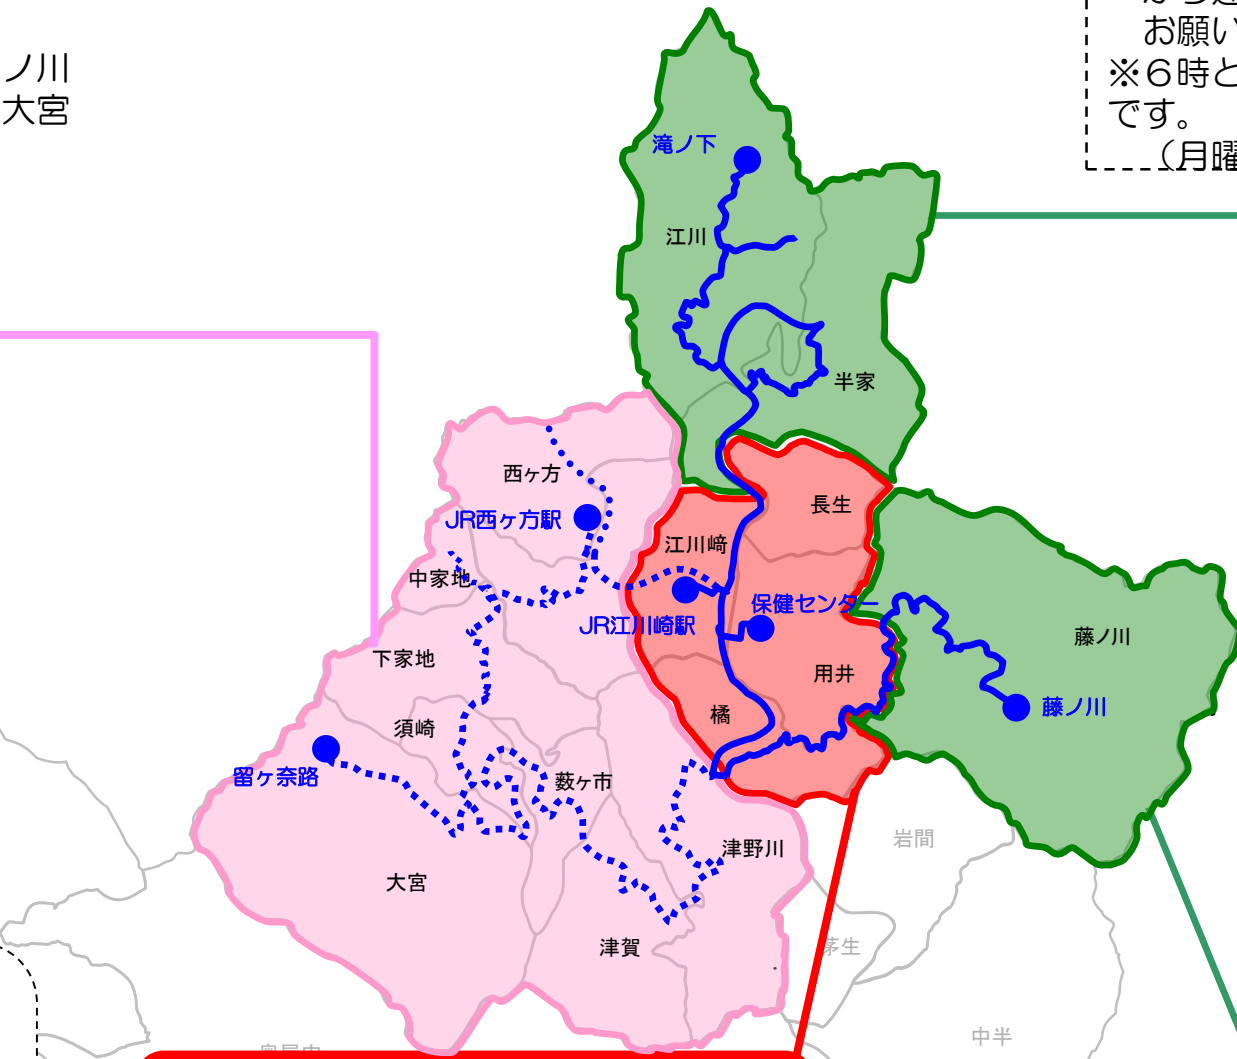 ノ川
大宮
お願い
※６時と
です。
（月曜
滝ノ下
江川
半家
西ヶ方
JR西ヶ方駅
長生
江川﨑
中家地
保健センター
JR江川崎駅
藤ノ川
下家地
用井
藤ノ川
橘
須崎
留ヶ奈路
薮ヶ市
岩間
津野川
大宮
津賀
茅生
中半